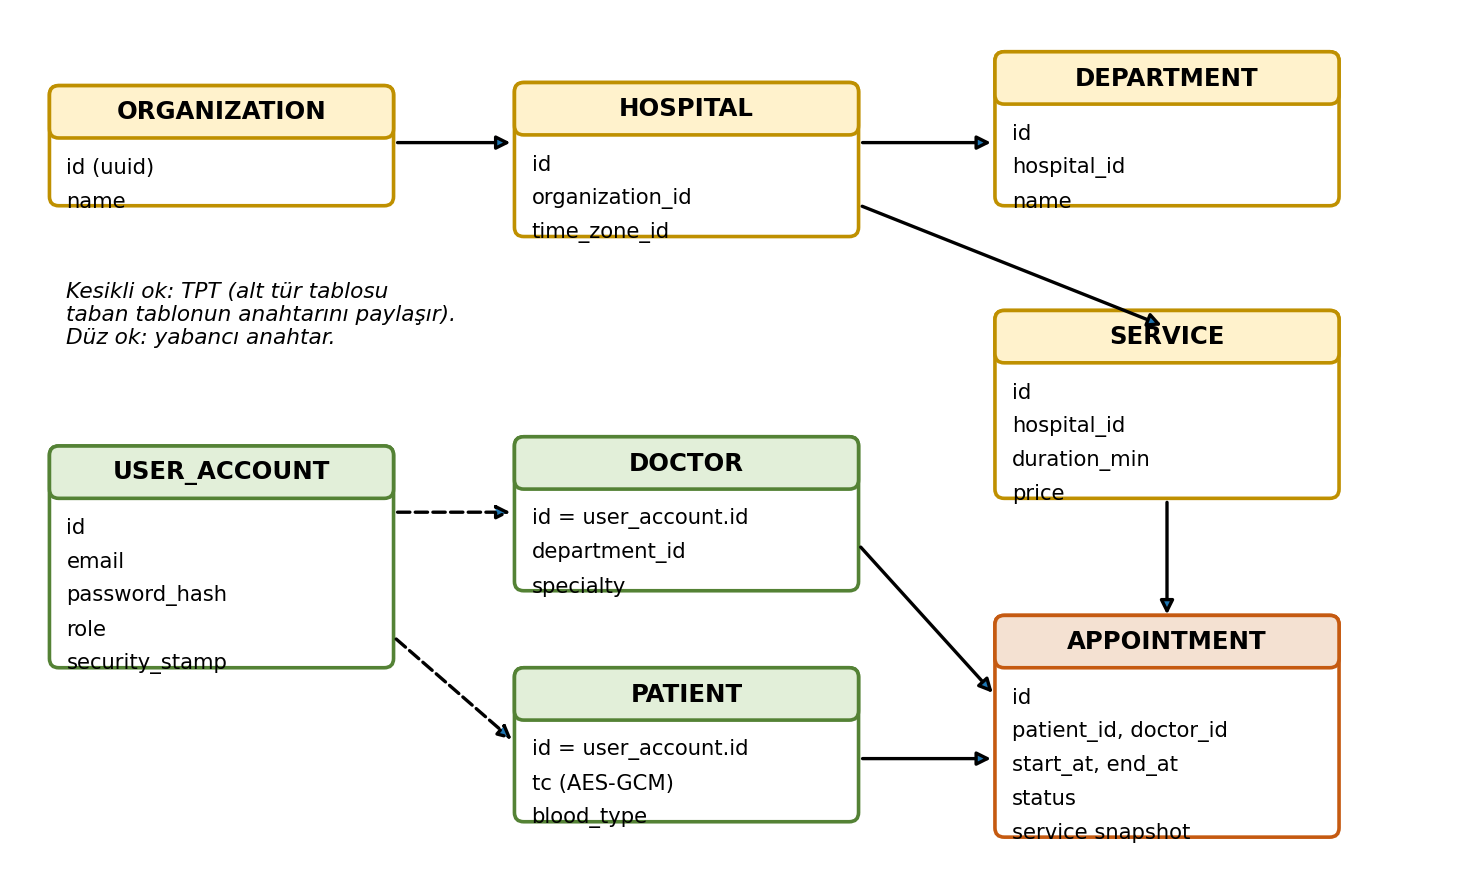 ORGANIZATION
id (uuid)
name
HOSPITAL
id
organization_id
time_zone_id
DEPARTMENT
id
hospital_id
name
Kesikli ok: TPT (alt tür tablosu
taban tablonun anahtarını paylaşır).
Düz ok: yabancı anahtar.
SERVICE
id
hospital_id
duration_min
price
USER_ACCOUNT
id
email
password_hash
role
security_stamp
DOCTOR
id = user_account.id
department_id
specialty
PATIENT
id = user_account.id
tc (AES-GCM)
blood_type
APPOINTMENT
id
patient_id, doctor_id
start_at, end_at
status
service snapshot